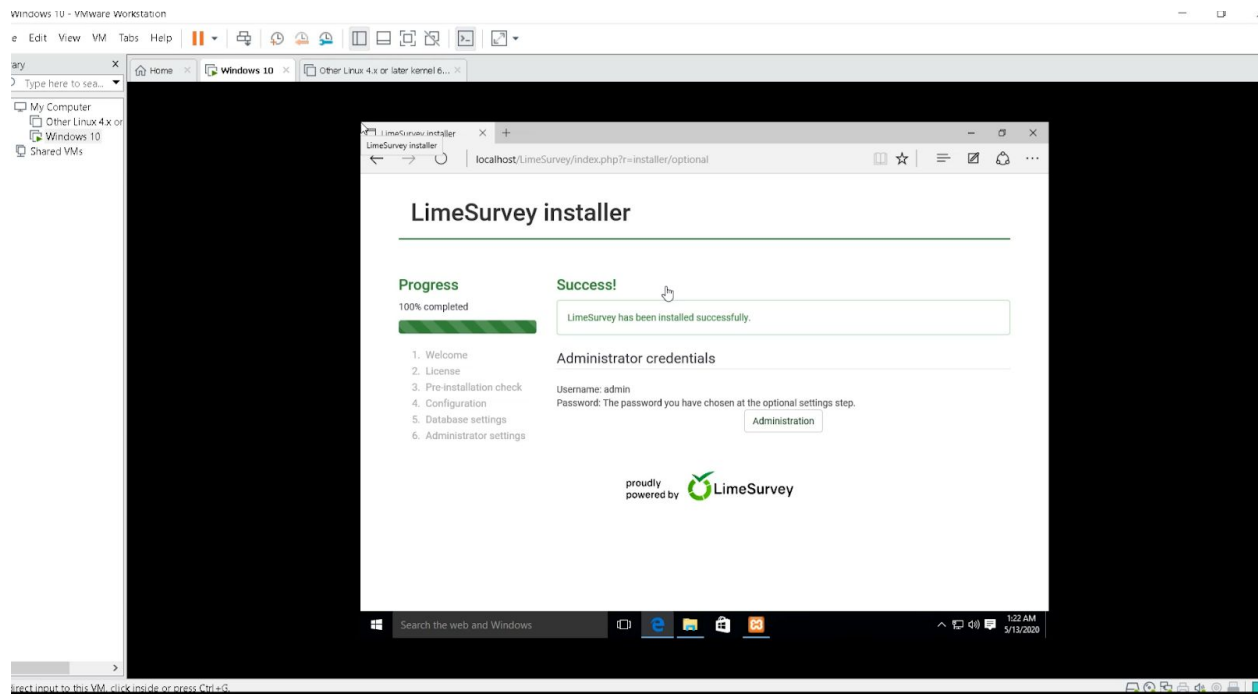 Windows 10 - VMware Workstation
Edit View VM Tabs Help
Home
Windows 10
Other Linux 4.x or later kernel 6...
Type here to sea...
My Computer
Other Linux 4.x or
Windows 10
Shared VMs
LimeSurvey installer
LimeSurvey installer
localhost/LimeSurvey/index.php?r=installer/optional
LimeSurvey installer
Progress
100% completed
1. Welcome
2. License
3. Pre-installation check
4. Configuration
5. Database settings
6. Administrator settings
Success!
LimeSurvey has been installed successfully.
Administrator credentials
Username: admin
Password: The password you have chosen at the optional settings step.
Administration
proudly
powered by
LimeSurvey
Search the web and Windows
1:22 AM
5/13/2020
direct input to this VM, click inside or press Ctrl+G.